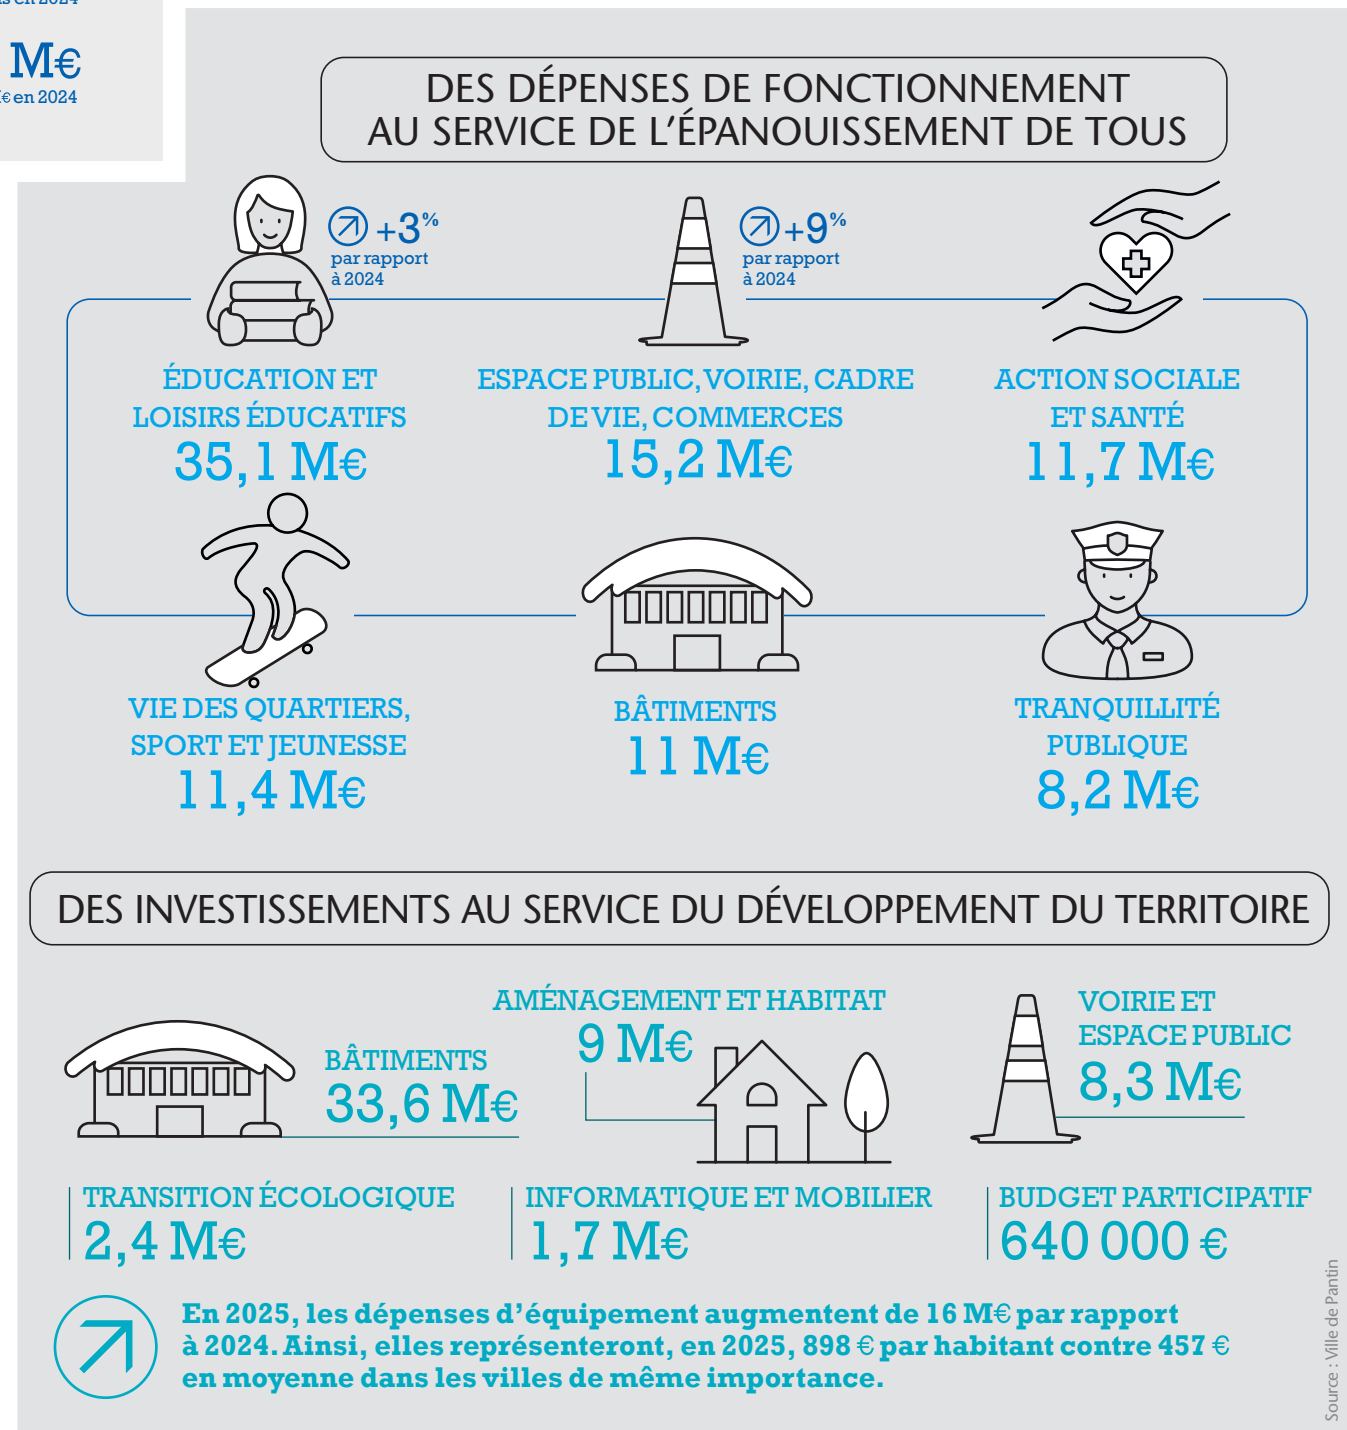 en 2024
M€
€ en 2024
DES DÉPENSES DE FONCTIONNEMENT
AU SERVICE DE L'ÉPANOUISSEMENT DE TOUS
+3%
par rapport
à 2024
+9%
par rapport
à 2024
ÉDUCATION ET
LOISIRS ÉDUCATIFS
35,1 M€
ESPACE PUBLIC, VOIRIE, CADRE
DE VIE, COMMERCES
15,2 M€
ACTION SOCIALE
ET SANTÉ
11,7 M€
VIE DES QUARTIERS,
SPORT ET JEUNESSE
11,4 M€
BÂTIMENTS
11 M€
TRANQUILLITÉ
PUBLIQUE
8,2 M€
DES INVESTISSEMENTS AU SERVICE DU DÉVELOPPEMENT DU TERRITOIRE
BÂTIMENTS
33,6 M€
AMÉNAGEMENT ET HABITAT
9 M€
VOIRIE ET
ESPACE PUBLIC
8,3 M€
TRANSITION ÉCOLOGIQUE
2,4 M€
INFORMATIQUE ET MOBILIER
1,7 M€
BUDGET PARTICIPATIF
640 000 €
En 2025, les dépenses d'équipement augmentent de 16 M€ par rapport
à 2024. Ainsi, elles représenteront, en 2025, 898 € par habitant contre 457 €
en moyenne dans les villes de même importance.
Source : Ville de Pantin